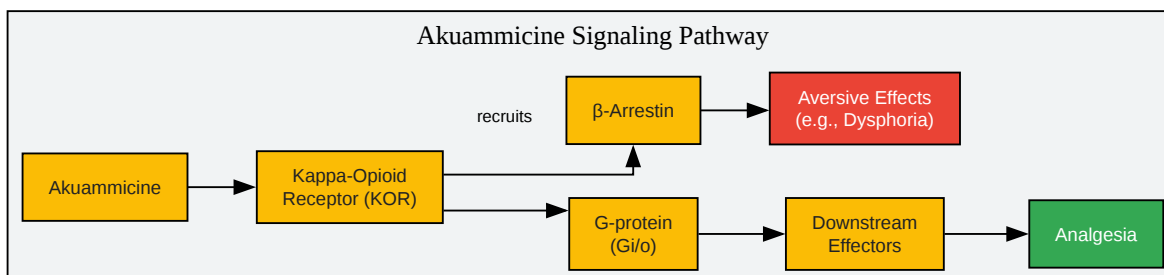 Akuammicine Signaling Pathway
recruits
β-Arrestin
Aversive Effects
(e.g., Dysphoria)
Akuammicine
Kappa-Opioid
Receptor (KOR)
G-protein
(Gi/o)
Downstream
Effectors
Analgesia